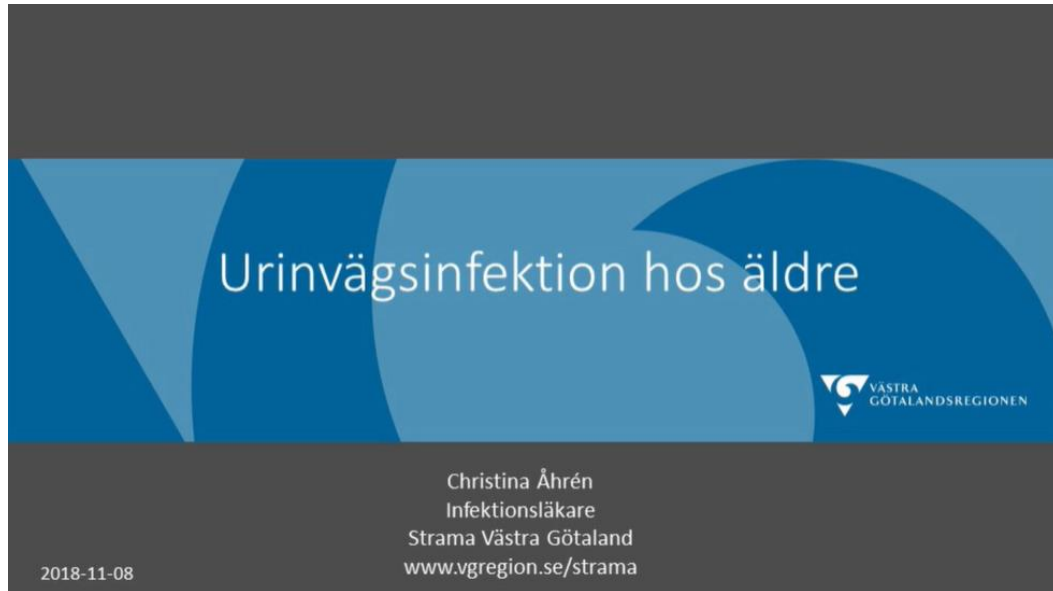 Urinvägsinfektion hos äldre
VÄSTRA
GÖTALANDSREGIONEN
Christina Åhrén
Infektionsläkare
Strama Västra Götaland
www.vgregion.se/strama
2018-11-08